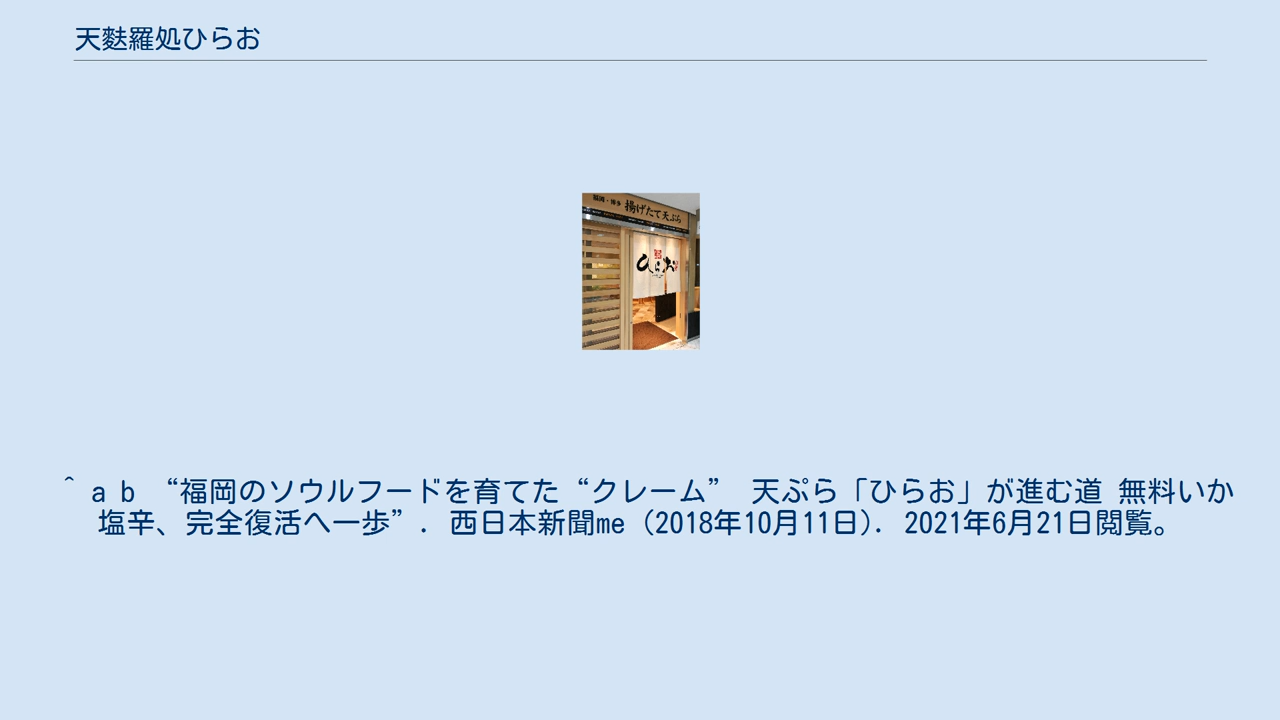 天麩羅処ひらお
福岡・博多 揚げたて天ぷら
ひらお
^ a b “福岡のソウルフードを育てた“クレーム” 天ぷら「ひらお」が進む道 無料いか
塩辛、完全復活へ一歩”. 西日本新聞me (2018年10月11日). 2021年6月21日閲覧。